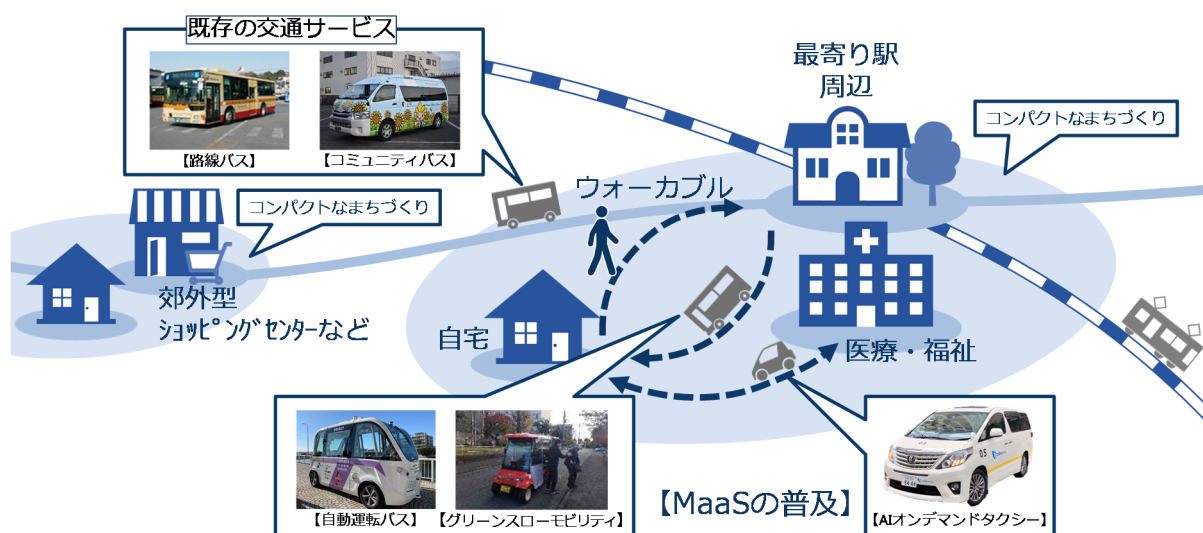 既存の交通サービス
【路線バス】
【コミュニティバス】
最寄り駅
周辺
コンパクトなまちづくり
ウォーカブル
コンパクトなまちづくり
郊外型
ショッピングセンターなど
自宅
医療・福祉
【自動運転バス】
【グリーンスローモビリティ】
【MaaSの普及】
05
【AIオンデマンドタクシー】